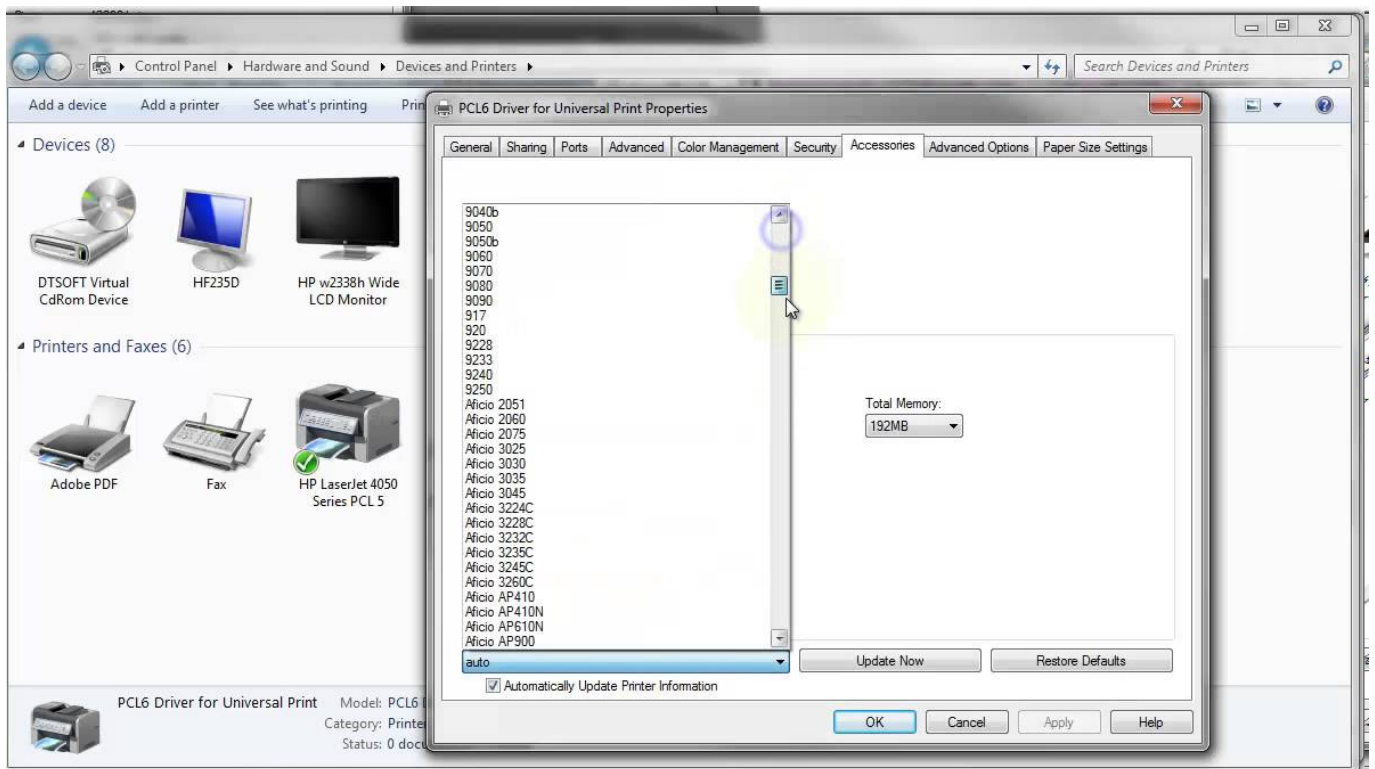 Control Panel Hardware and Sound Devices and Printers
Search Devices and Printers
Add a device Add a printer See what's printing
PCL6 Driver for Universal Print Properties
General Sharing Ports Advanced Color Management Security Accessories Advanced Options Paper Size Settings
Devices (8)
DTSOFT Virtual
CdRom Device
HF235D
HP w2338h Wide
LCD Monitor
Printers and Faxes (6)
Adobe PDF
Fax
HP LaserJet 4050
Series PCL 5
9040b
9050
9050b
9060
9070
9080
9090
917
920
9228
9233
9240
9250
Aficio 2051
Aficio 2060
Aficio 2075
Aficio 3025
Aficio 3030
Aficio 3035
Aficio 3045
Aficio 3224C
Aficio 3228C
Aficio 3232C
Aficio 3235C
Aficio 3245C
Aficio 3260C
Aficio AP410
Aficio AP410N
Aficio AP610N
Aficio AP900
Total Memory:
192MB
auto
Update Now Restore Defaults
Automatically Update Printer Information
OK Cancel Apply Help
PCL6 Driver for Universal Print Model: PCL6
Category: Printer
Status: 0